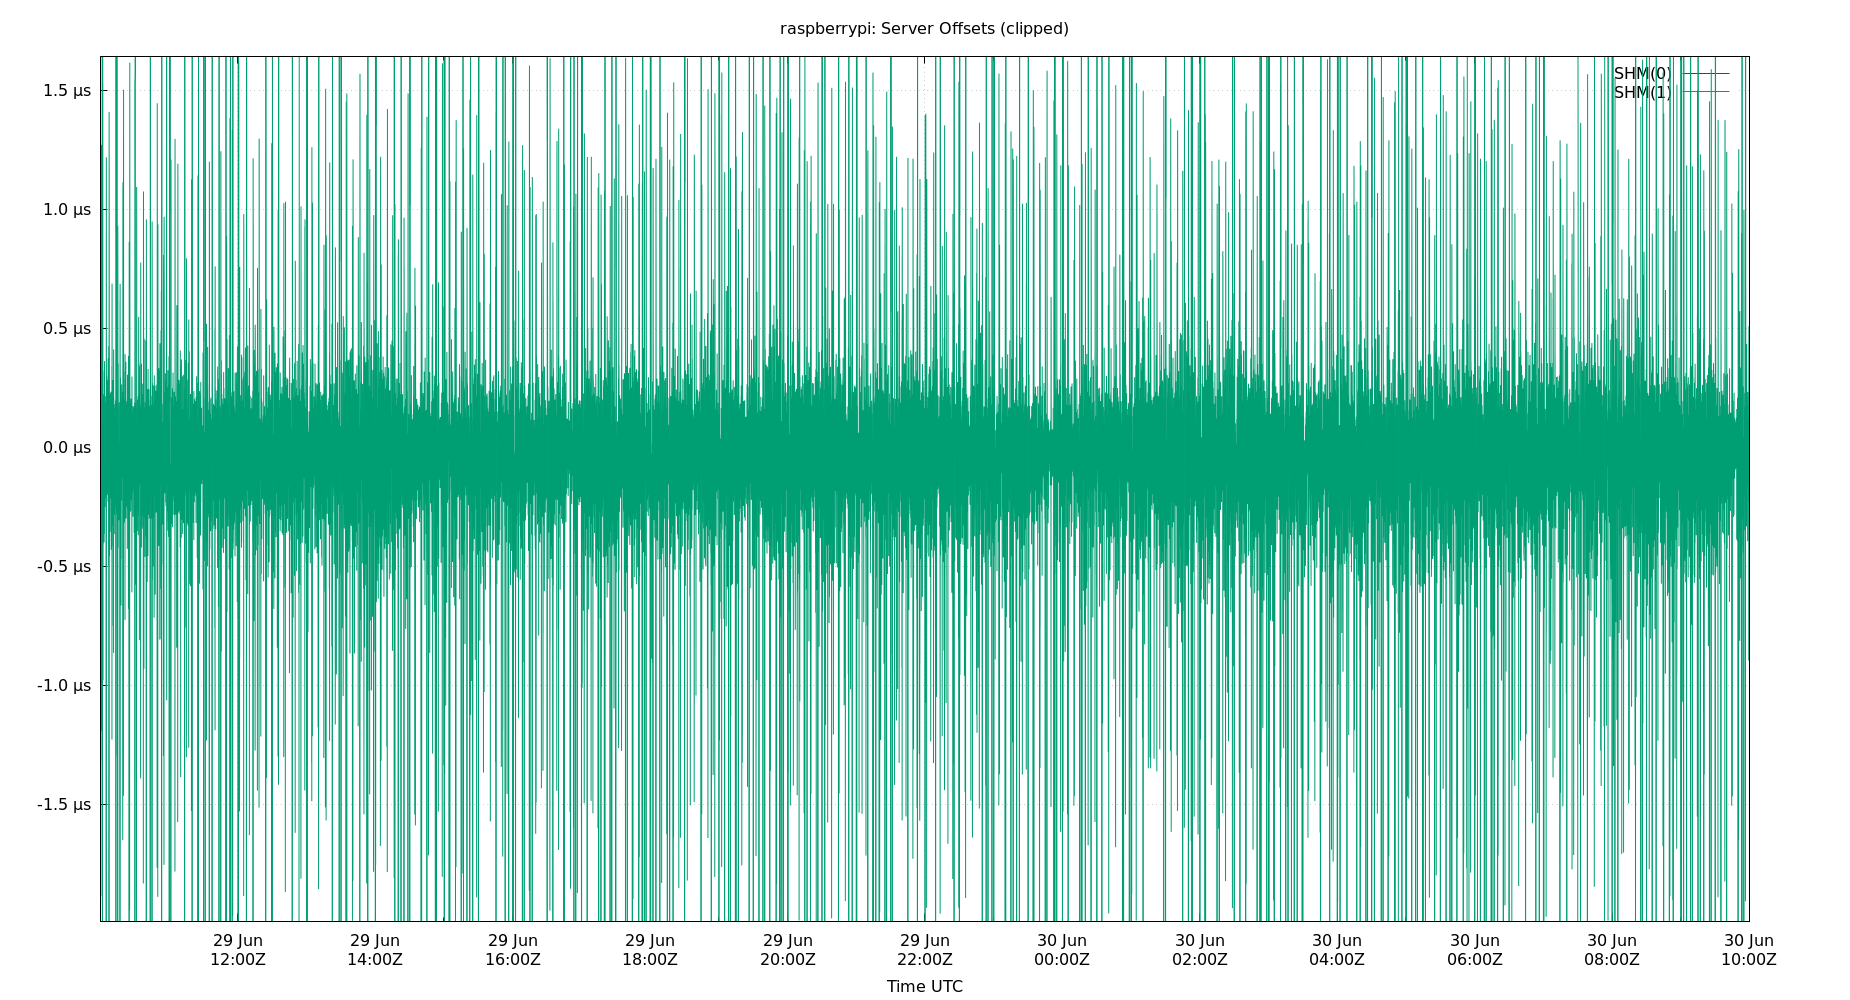 raspberrypi: Server Offsets (clipped)
SHM(0)
SHM(1)
1.5 µs
1.0 µs
0.5 µs
0.0 µs
-0.5 µs
-1.0 µs
-1.5 µs
29 Jun 29 Jun 29 Jun 29 Jun 29 Jun 29 Jun 30 Jun 30 Jun 30 Jun 30 Jun 30 Jun 30 Jun
12:00Z 14:00Z 16:00Z 18:00Z 20:00Z 22:00Z 00:00Z 02:00Z 04:00Z 06:00Z 08:00Z 10:00Z
Time UTC